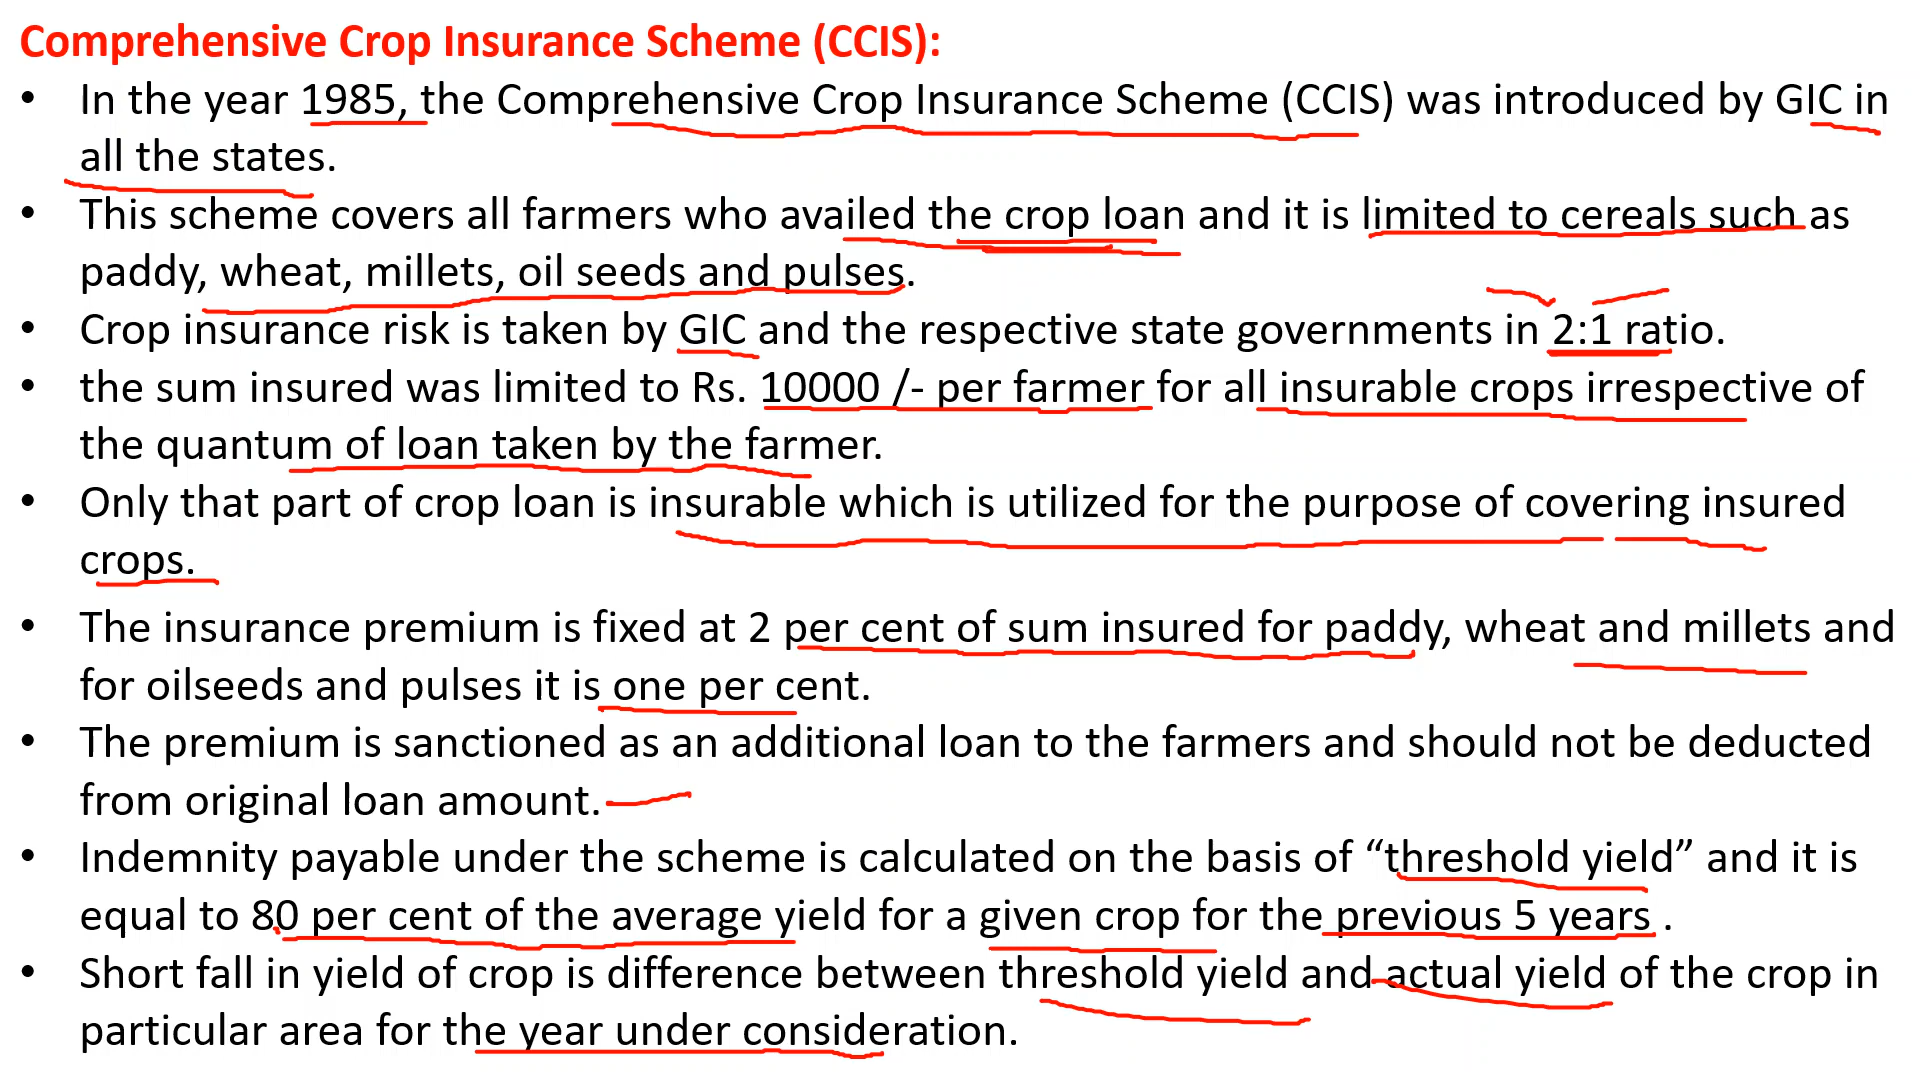 Comprehensive Crop Insurance Scheme (CCIS):
• In the year 1985, the Comprehensive Crop Insurance Scheme (CCIS) was introduced by GIC in
all the states.
• This scheme covers all farmers who availed the crop loan and it is limited to cereals such as
paddy, wheat, millets, oil seeds and pulses.
• Crop insurance risk is taken by GIC and the respective state governments in 2:1 ratio.
• the sum insured was limited to Rs. 10000 /- per farmer for all insurable crops irrespective of
the quantum of loan taken by the farmer.
• Only that part of crop loan is insurable which is utilized for the purpose of covering insured
crops.
• The insurance premium is fixed at 2 per cent of sum insured for paddy, wheat and millets and
for oilseeds and pulses it is one per cent.
• The premium is sanctioned as an additional loan to the farmers and should not be deducted
from original loan amount.
• Indemnity payable under the scheme is calculated on the basis of “threshold yield” and it is
equal to 80 per cent of the average yield for a given crop for the previous 5 years .
• Short fall in yield of crop is difference between threshold yield and actual yield of the crop in
particular area for the year under consideration.